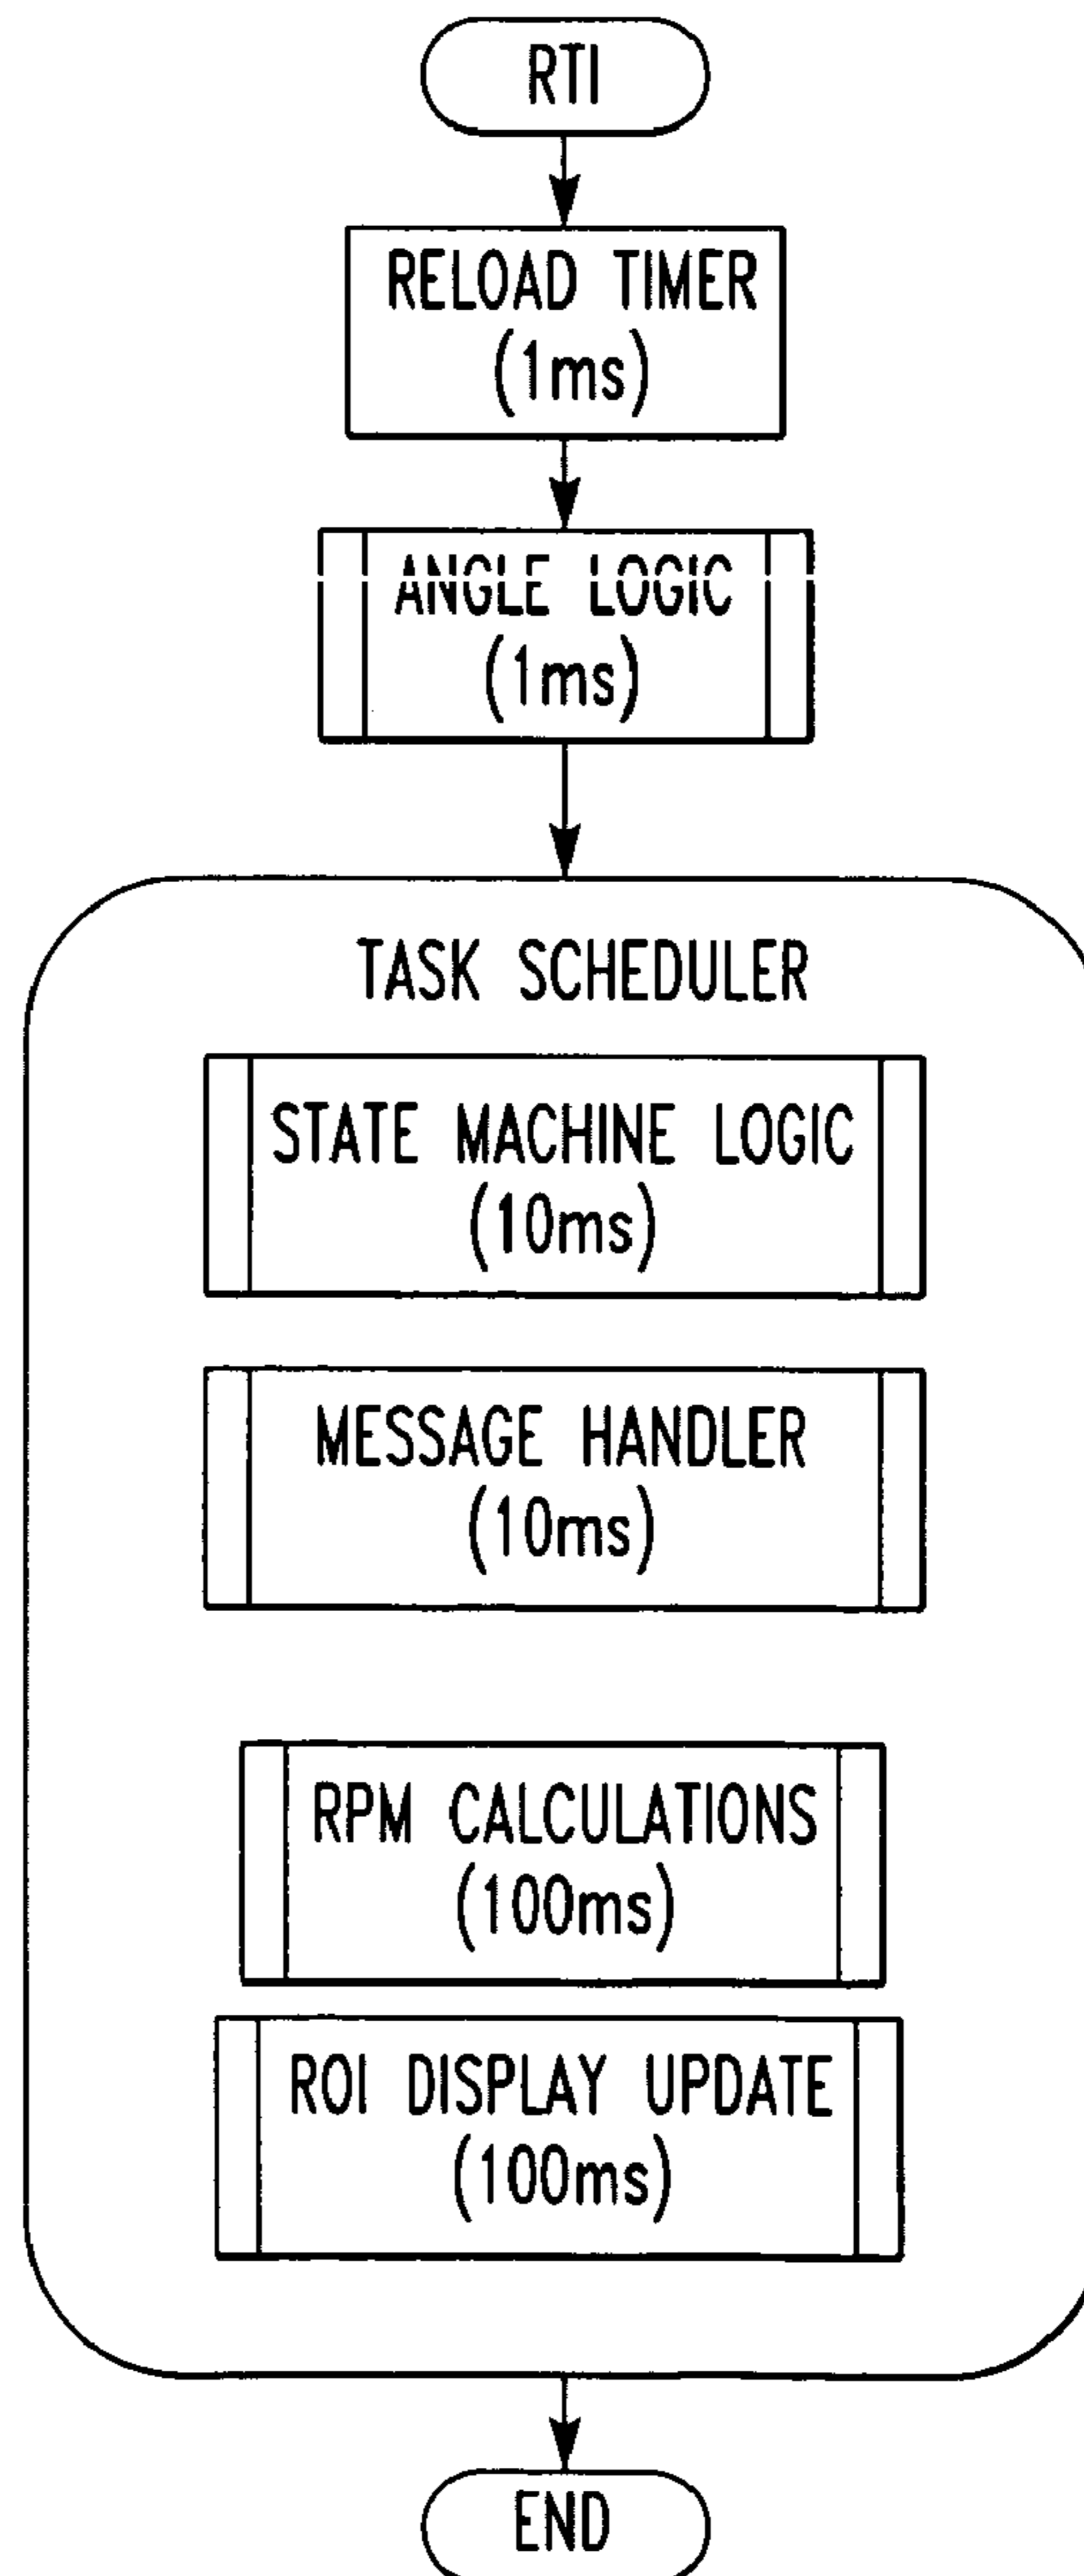 RTI
RELOAD TIMER
(1ms)
ANGLE LOGIC
(1ms)
TASK SCHEDULER
STATE MACHINE LOGIC
(10ms)
MESSAGE HANDLER
(10ms)
RPM CALCULATIONS
(100ms)
ROI DISPLAY UPDATE
(100ms)
END